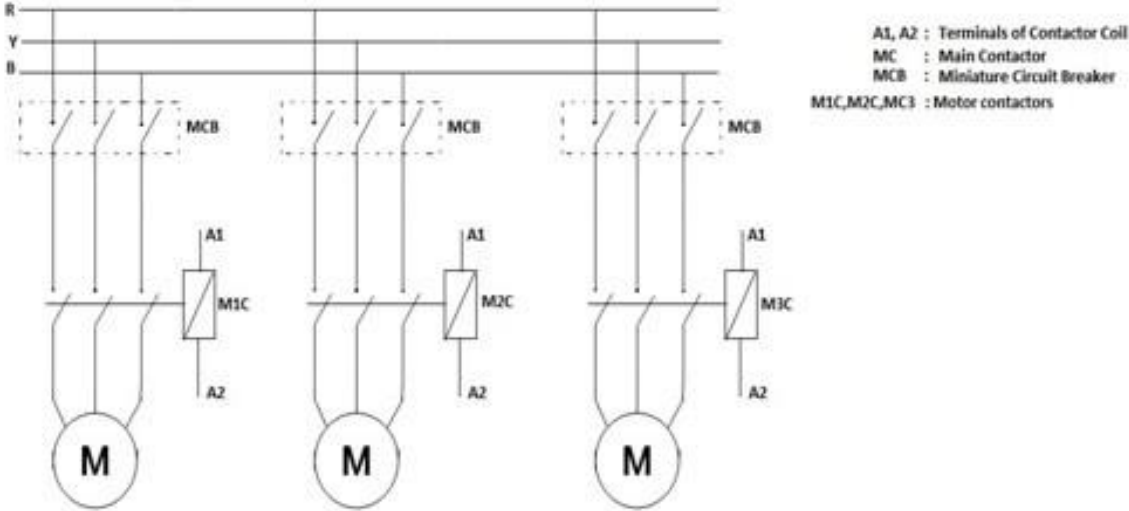 R
Y
B
A1, A2 : Terminals of Contactor Coil
MC : Main Contactor
MCB : Miniature Circuit Breaker
M1C,M2C,MC3 : Motor contactors
MCB
MCB
MCB
A1
A1
A1
M1C
M2C
M3C
A2
A2
A2
M
M
M